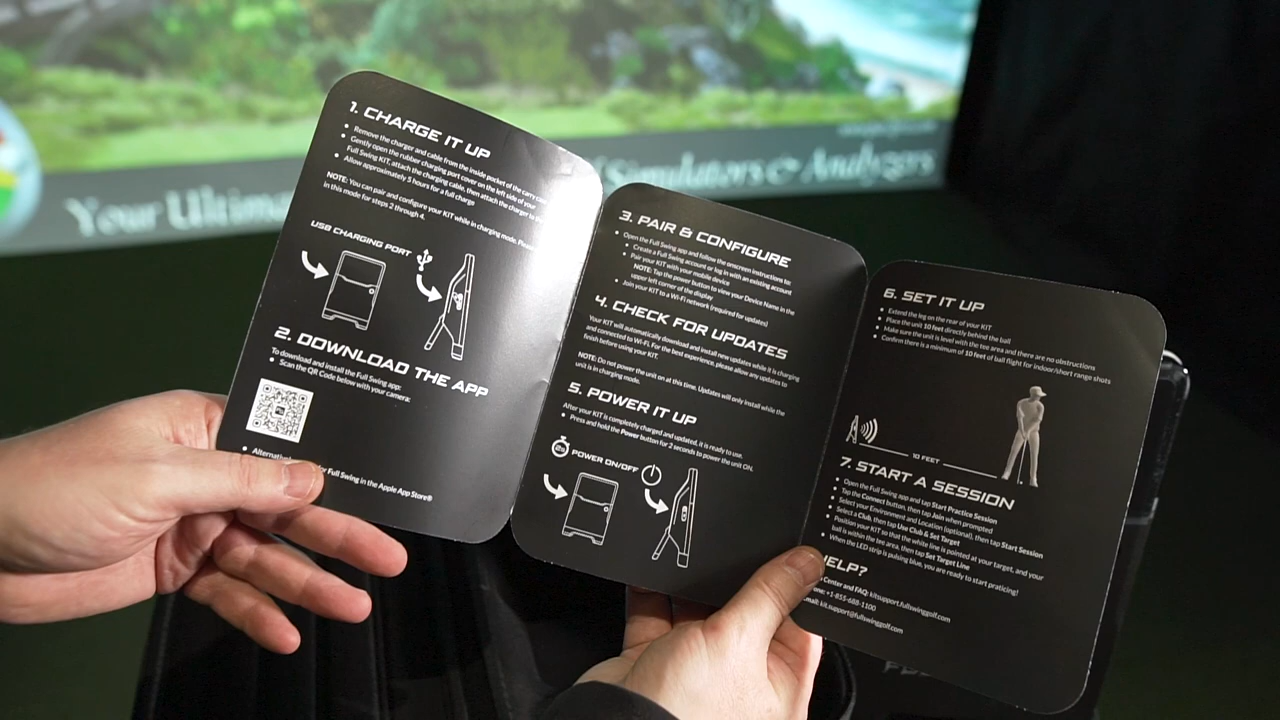 Your Ultima
f Simulators & Analyzers
1. CHARGE IT UP
• Remove the charger and cable from the inside pocket of the carry case
• Gently open the rubber charging port cover on the left side of your
Full Swing KIT, attach the charging cable, then attach the charger to
• Allow approximately 5 hours for a full charge
NOTE: You can pair and configure your KIT while in charging mode. Please
in this mode for steps 2 through 4.
USB CHARGING PORT
2. DOWNLOAD THE APP
To download and install the Full Swing app:
• Scan the QR Code below with your camera:
• Alternativel
for Full Swing in the Apple App Store®
3. PAIR & CONFIGURE
• Open the Full Swing app and follow the onscreen instructions to:
• Create a Full Swing account or log in with an existing account
• Pair your KIT with your mobile device
NOTE: Tap the power button to view your Device Name in the
upper left corner of the display
• Join your KIT to a Wi-Fi network (required for updates)
4. CHECK FOR UPDATES
Your KIT will automatically download and install new updates while it is charging
and connected to Wi-Fi. For the best experience, please allow any updates to
finish before using your KIT.
NOTE: Do not power the unit on at this time. Updates will only install while the
unit is in charging mode.
5. POWER IT UP
After your KIT is completely charged and updated, it is ready to use.
• Press and hold the Power button for 2 seconds to power the unit ON.
2s
POWER ON/OFF
6. SET IT UP
• Extend the leg on the rear of your KIT
• Place the unit 10 feet directly behind the ball
• Make sure the unit is level with the tee area and there are no obstructions
• Confirm there is a minimum of 10 feet of ball flight for indoor/short range shots
10 FEET
7. START A SESSION
• Open the Full Swing app and tap Start Practice Session
• Tap the Connect button, then tap Join when prompted
• Select your Environment and Location (optional), then tap Start Session
• Select a Club, then tap Use Club & Set Target
• Position your KIT so that the white line is pointed at your target, and your
ball is within the tee area, then tap Set Target Line
• When the LED strip is pulsing blue, you are ready to start praticing!
HELP?
Center and FAQ: kitsupport.fullswinggolf.com
one: +1-855-688-1100
mail: kit.support@fullswinggolf.com